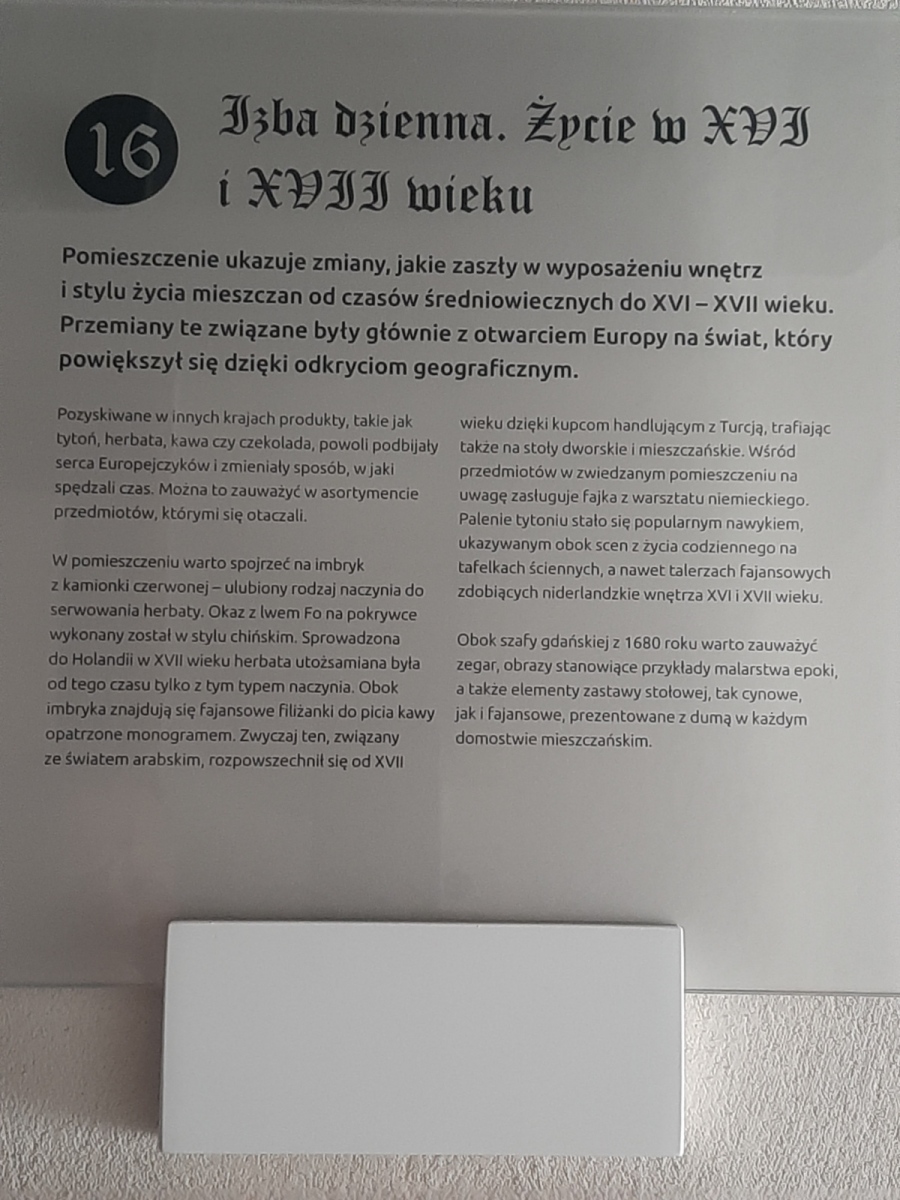 16
Izba dzienna. Życie w XVI
i XVII wieku
Pomieszczenie ukazuje zmiany, jakie zaszły w wyposażeniu wnętrz
i stylu życia mieszczan od czasów średniowiecznych do XVI – XVII wieku.
Przemiany te związane były głównie z otwarciem Europy na świat, który
powiększył się dzięki odkryciom geograficznym.
Pozyskiwane w innych krajach produkty, takie jak
tytoń, herbata, kawa czy czekolada, powoli podbijały
serca Europejczyków i zmieniały sposób, w jaki
spędzali czas. Można to zauważyć w asortymencie
przedmiotów, którymi się otaczali.
W pomieszczeniu warto spojrzeć na imbryk
z kamionki czerwonej – ulubiony rodzaj naczynia do
serwowania herbaty. Okaz z lwem Fo na pokrywce
wykonany został w stylu chińskim. Sprowadzona
do Holandii w XVII wieku herbata utożsamiana była
od tego czasu tylko z tym typem naczynia. Obok
imbryka znajdują się fajansowe filiżanki do picia kawy
opatrzone monogramem. Zwyczaj ten, związany
ze światem arabskim, rozpowszechnił się od XVII
wieku dzięki kupcom handlującym z Turcją, trafiając
także na stoły dworskie i mieszczańskie. Wśród
przedmiotów w zwiedzanym pomieszczeniu na
uwagę zasługuje fajka z warsztatu niemieckiego.
Palenie tytoniu stało się popularnym nawykiem,
ukazywanym obok scen z życia codziennego na
tafelkach ściennych, a nawet talerzach fajansowych
zdobiących niderlandzkie wnętrza XVI i XVII wieku.
Obok szafy gdańskiej z 1680 roku warto zauważyć
zegar, obrazy stanowiące przykłady malarstwa epoki,
a także elementy zastawy stołowej, tak cynowe,
jak i fajansowe, prezentowane z dumą w każdym
domostwie mieszczańskim.